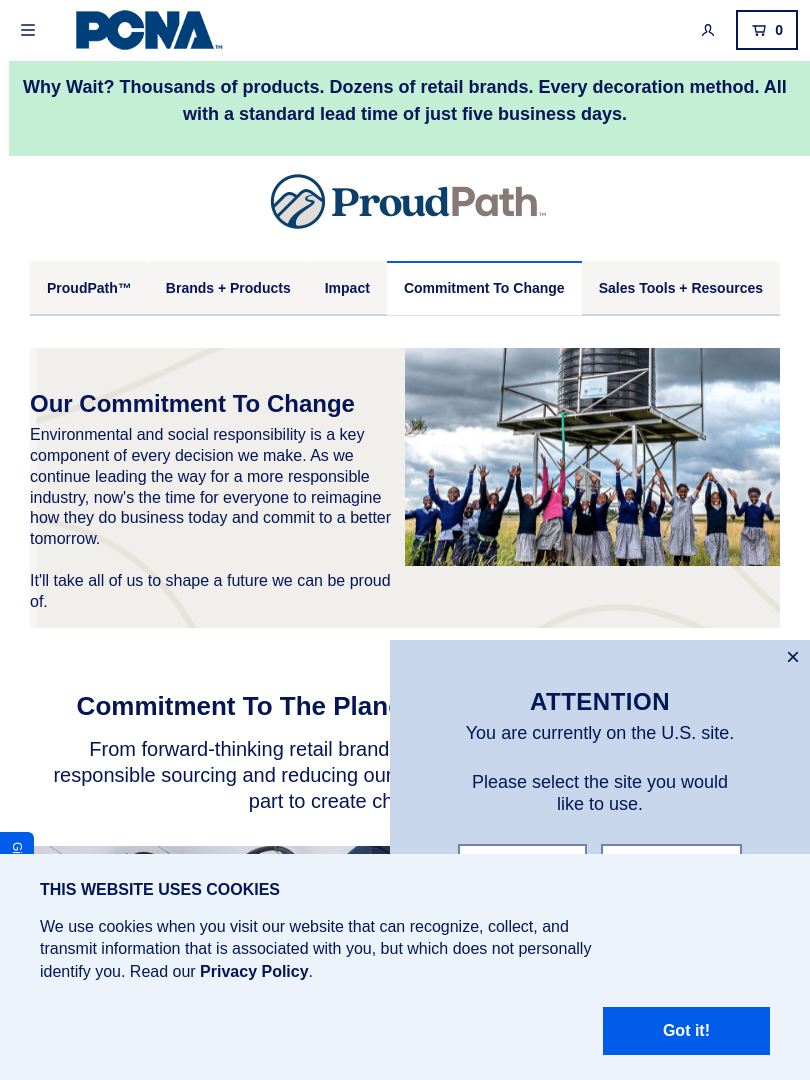 PCNA™
0
Why Wait? Thousands of products. Dozens of retail brands. Every decoration method. All
with a standard lead time of just five business days.
ProudPath™
ProudPath™
Brands + Products
Impact
Commitment To Change
Sales Tools + Resources
Our Commitment To Change
Environmental and social responsibility is a key
component of every decision we make. As we
continue leading the way for a more responsible
industry, now's the time for everyone to reimagine
how they do business today and commit to a better
tomorrow.
It'll take all of us to shape a future we can be proud
of.
Commitment To The Plan
From forward-thinking retail brand
responsible sourcing and reducing our
part to create c
×
ATTENTION
You are currently on the U.S. site.
Please select the site you would
like to use.
THIS WEBSITE USES COOKIES
We use cookies when you visit our website that can recognize, collect, and
transmit information that is associated with you, but which does not personally
identify you. Read our Privacy Policy.
Got it!